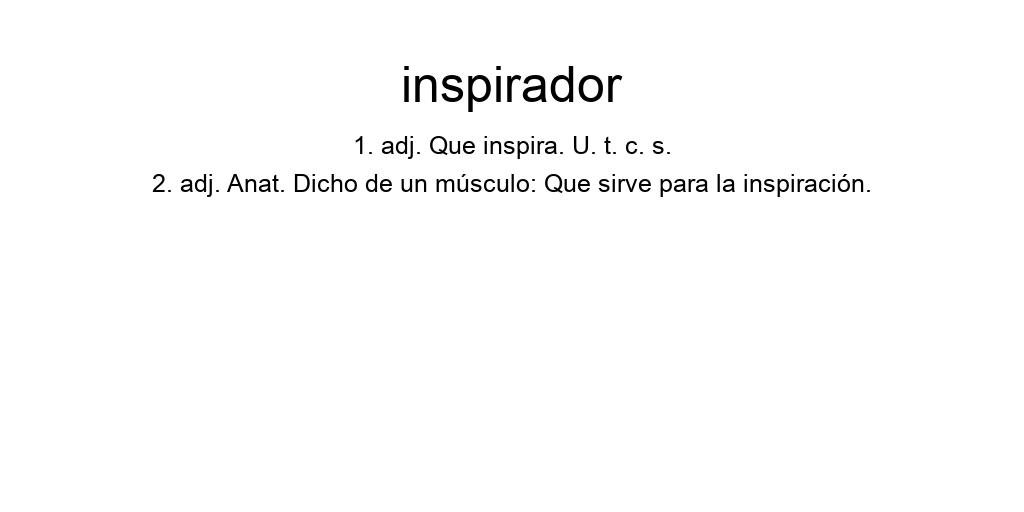 inspirador
1. adj. Que inspira. U. t. c. s.
2. adj. Anat. Dicho de un músculo: Que sirve para la inspiración.